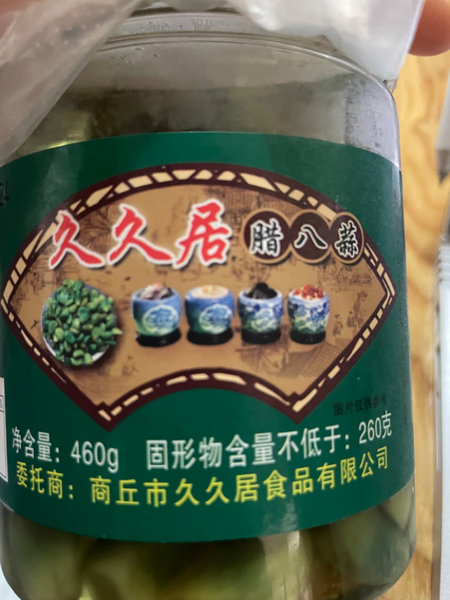 久久居 腊八蒜
图片仅供参考
净含量：460g 固形物含量不低于：260克
委托商：商丘市久久居食品有限公司